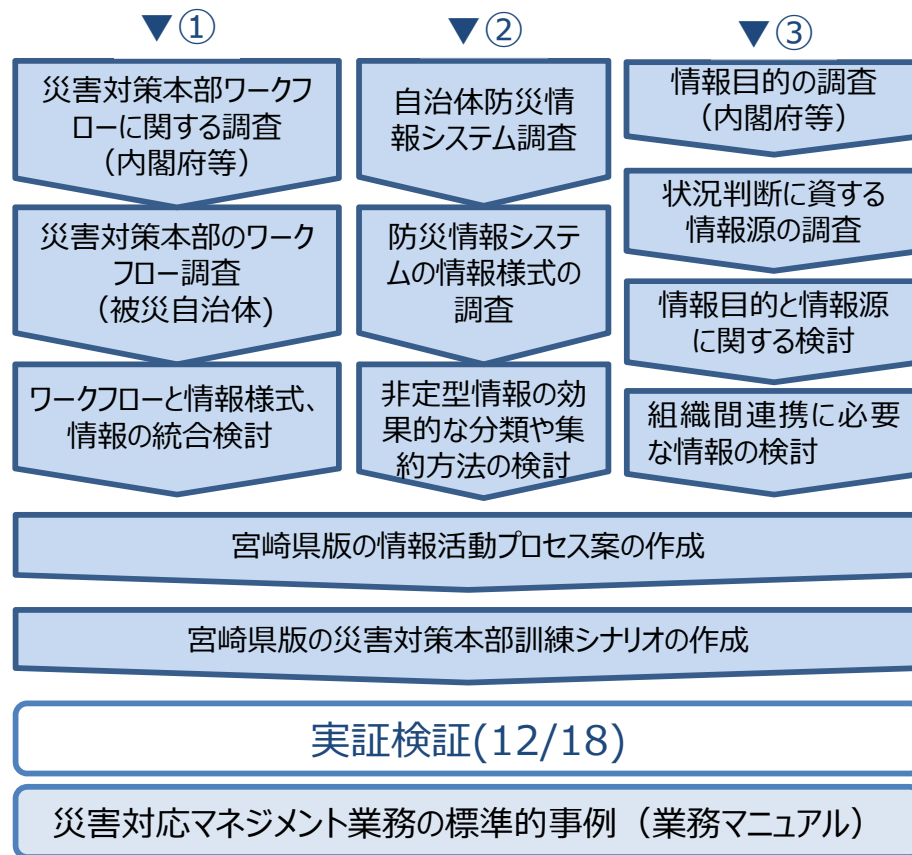 ▼①
災害対策本部ワークフ
ローに関する調査
（内閣府等）
災害対策本部のワーク
フロー調査
（被災自治体)
ワークフローと情報様式、
情報の統合検討
▼②
自治体防災情
報システム調査
防災情報システ
ムの情報様式の
調査
非定型情報の効
果的な分類や集
約方法の検討
▼③
情報目的の調査
（内閣府等）
状況判断に資する
情報源の調査
情報目的と情報源
に関する検討
組織間連携に必要
な情報の検討
宮崎県版の情報活動プロセス案の作成
宮崎県版の災害対策本部訓練シナリオの作成
実証検証(12/18)
災害対応マネジメント業務の標準的事例（業務マニュアル）